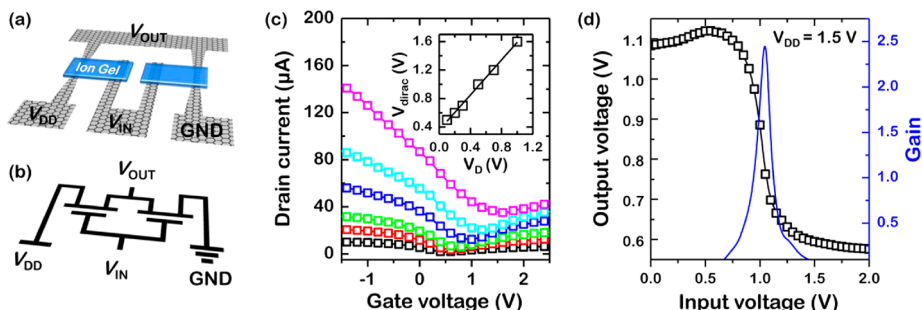 (a)
V_OUT
Ion Gel
V_DD
V_IN
GND
(b)
V_OUT
V_DD
V_IN
GND
(c)
Drain current (μA)
200
160
120
80
40
0
-1 0 1 2
Gate voltage (V)
V_dirac (V)
1.6
1.2
0.8
0.4
0.0 0.4 0.8 1.2
V_D (V)
(d)
V_DD = 1.5 V
Output voltage (V)
1.1
1.0
0.9
0.8
0.7
0.6
0.0 0.5 1.0 1.5 2.0
Input voltage (V)
2.5
2.0
1.5
1.0
0.5
Gain